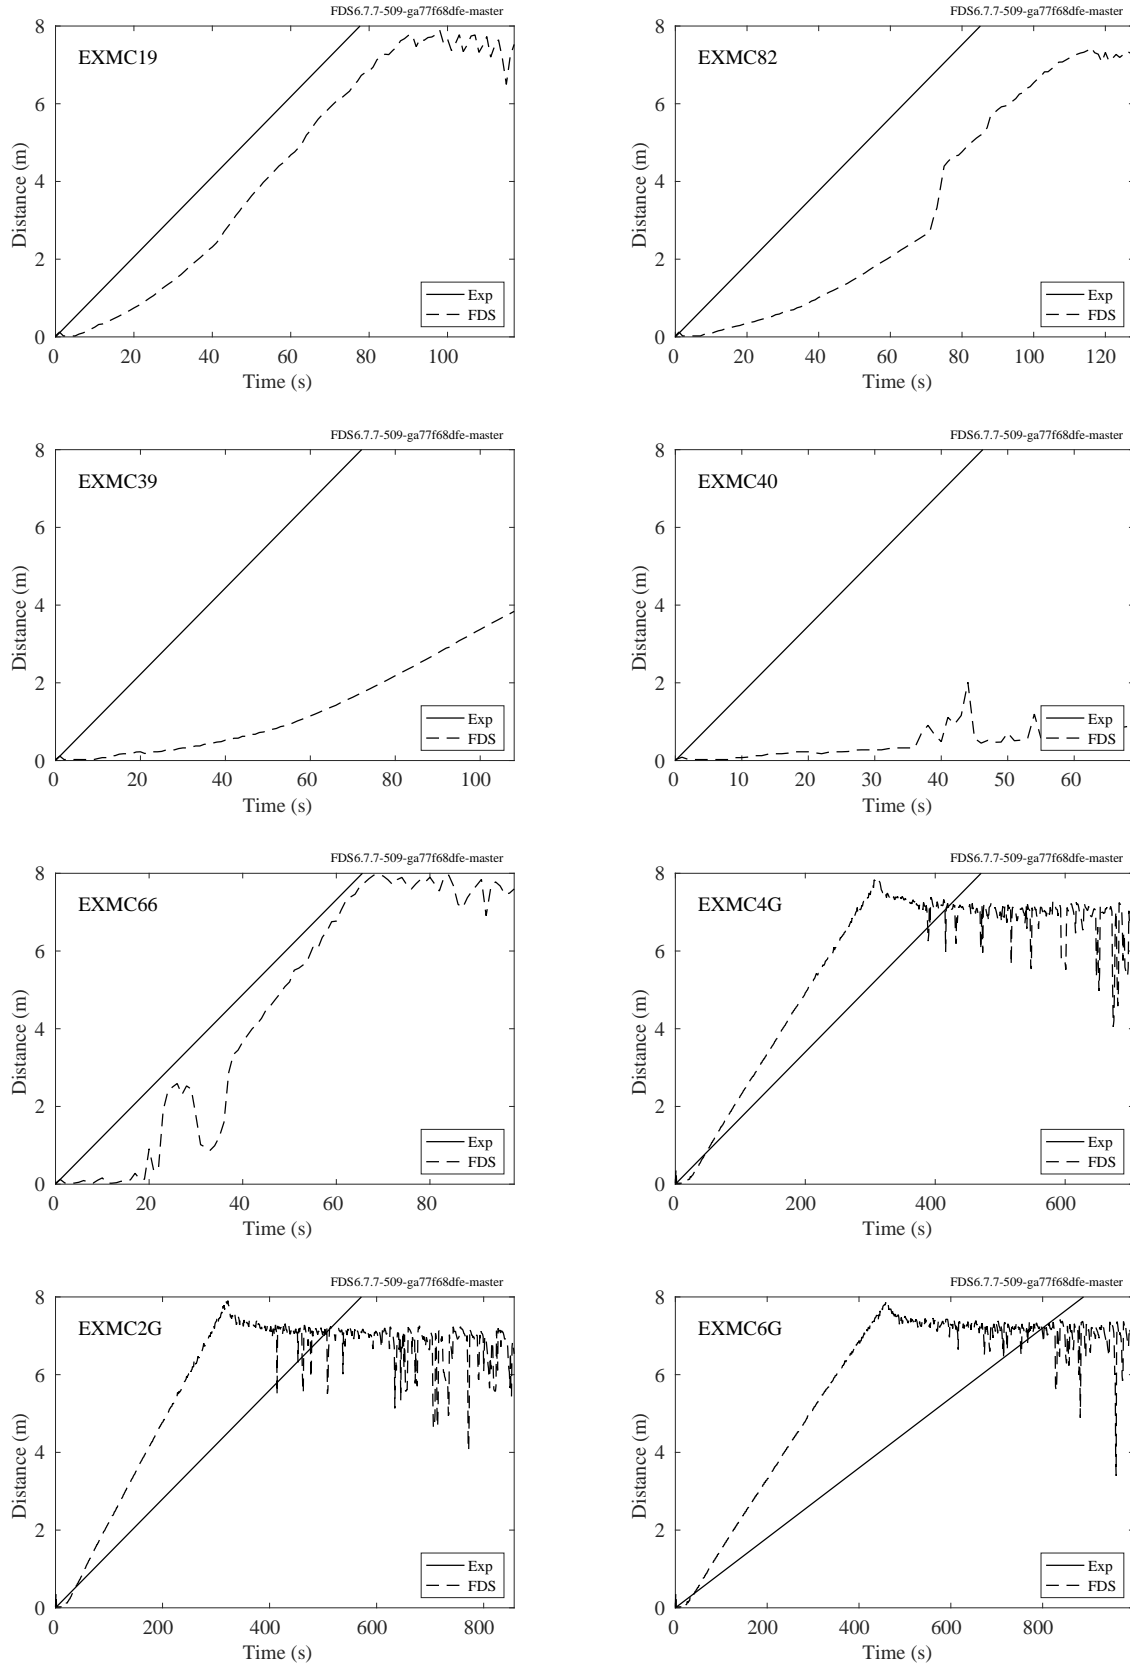 FDS6.7.7-509-ga77f68dfe-master
EXMC19
Distance (m)
8
6
4
2
0
Exp
FDS
0 20 40 60 80 100
Time (s)
FDS6.7.7-509-ga77f68dfe-master
EXMC82
Distance (m)
8
6
4
2
0
Exp
FDS
0 20 40 60 80 100 120
Time (s)
FDS6.7.7-509-ga77f68dfe-master
EXMC39
Distance (m)
8
6
4
2
0
Exp
FDS
0 20 40 60 80 100
Time (s)
FDS6.7.7-509-ga77f68dfe-master
EXMC40
Distance (m)
8
6
4
2
0
Exp
FDS
0 10 20 30 40 50 60
Time (s)
FDS6.7.7-509-ga77f68dfe-master
EXMC66
Distance (m)
8
6
4
2
0
Exp
FDS
0 20 40 60 80
Time (s)
FDS6.7.7-509-ga77f68dfe-master
EXMC4G
Distance (m)
8
6
4
2
0
Exp
FDS
0 200 400 600
Time (s)
FDS6.7.7-509-ga77f68dfe-master
EXMC2G
Distance (m)
8
6
4
2
0
Exp
FDS
0 200 400 600 800
Time (s)
FDS6.7.7-509-ga77f68dfe-master
EXMC6G
Distance (m)
8
6
4
2
0
Exp
FDS
0 200 400 600 800
Time (s)